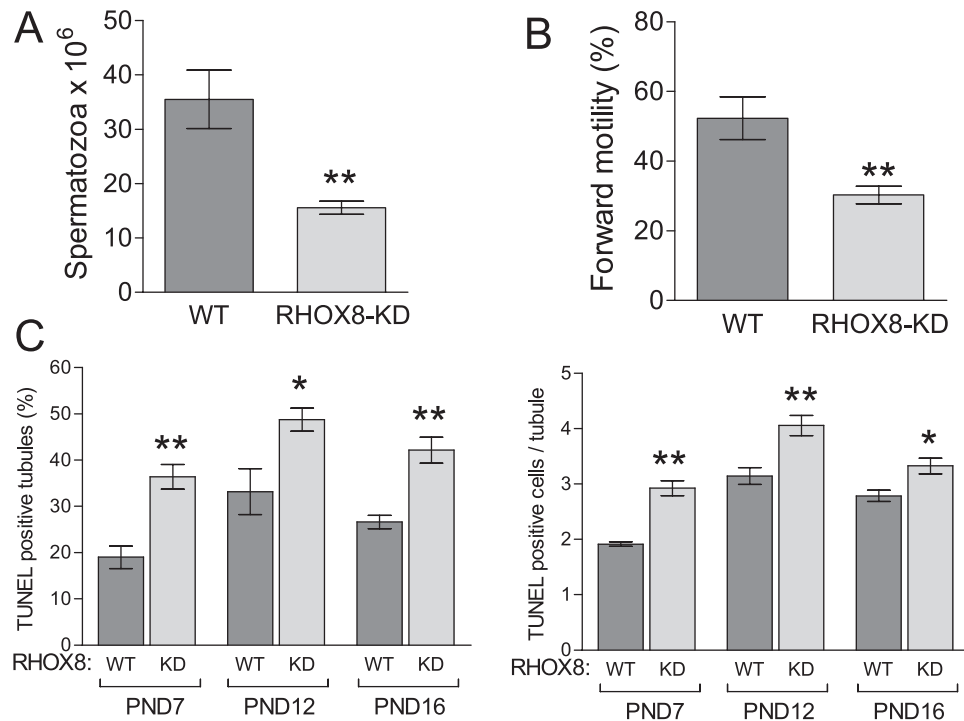 A
Spermatozoa x 10⁶
50
40
30
20
10
0
**
WT RHOX8-KD
B
Forward motility (%)
80
60
40
20
0
**
WT RHOX8-KD
C
TUNEL positive tubules (%)
60
50
40
30
20
10
0
** * **
RHOX8: WT KD WT KD WT KD
PND7 PND12 PND16
TUNEL positive cells / tubule
5
4
3
2
1
0
** ** *
RHOX8: WT KD WT KD WT KD
PND7 PND12 PND16